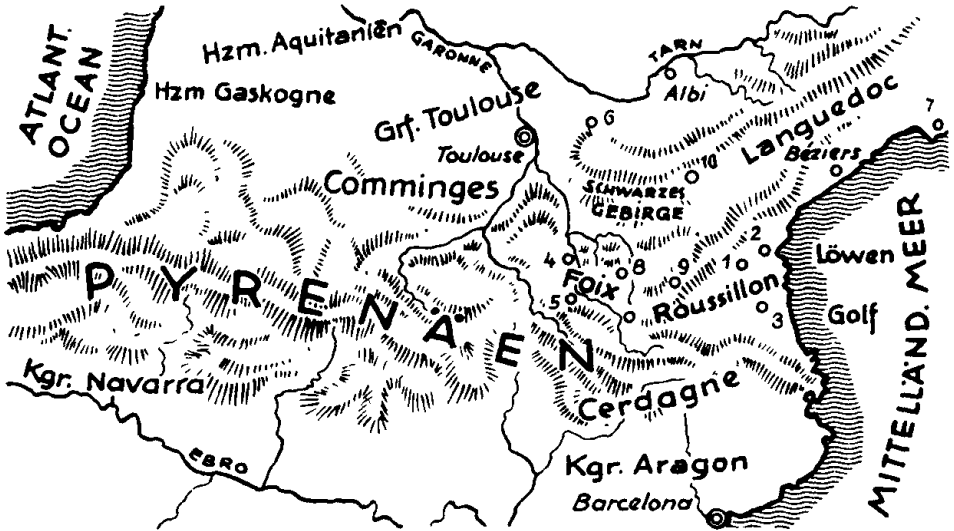 ATLANT.
OCEAN
Hzm. Aquitanien
GARONNE
TARN
Hzm Gaskogne
Albi
Grf. Toulouse
Languedoc
7
6
Toulouse
Béziers
10
Comminges
SCHWARZES
GEBIRGE
2
Löwen
4
8
1
Foix
9
5
Roussillon
3
Golf
PYRENÄEN
Kgr. Navarra
Cerdagne
MITTELLÄND. MEER
EBRO
Kgr. Aragon
Barcelona